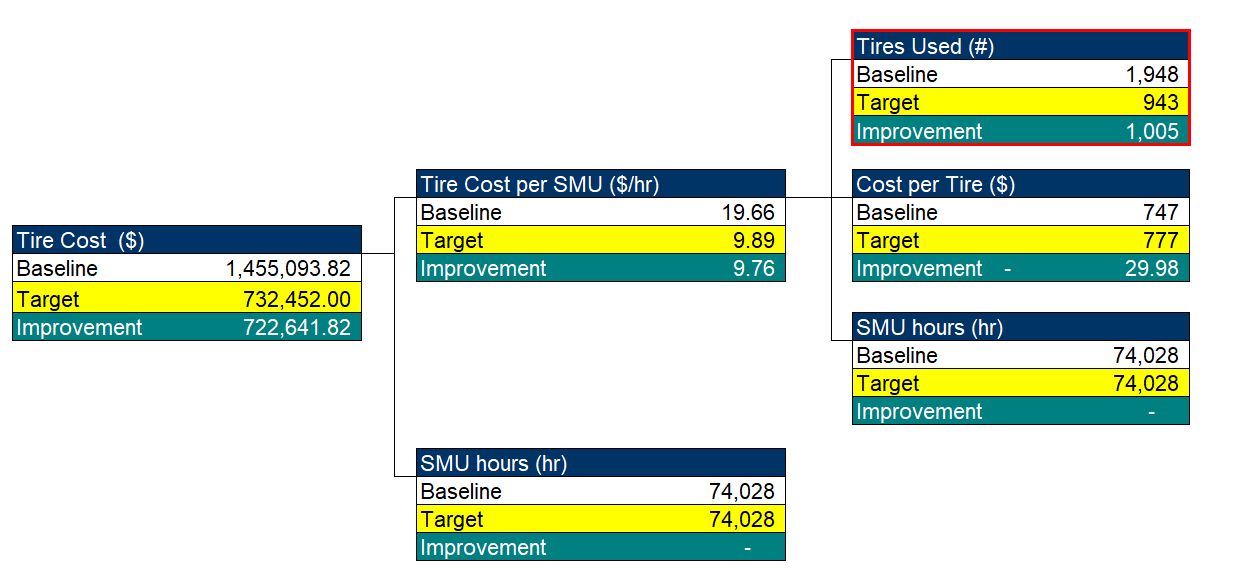 Tire Cost  ($)
Baseline 1,455,093.82
Target 732,452.00
Improvement 722,641.82
Tire Cost per SMU ($/hr)
Baseline 19.66
Target 9.89
Improvement 9.76
SMU hours (hr)
Baseline 74,028
Target 74,028
Improvement -
Tires Used (#)
Baseline 1,948
Target 943
Improvement 1,005
Cost per Tire ($)
Baseline 747
Target 777
Improvement - 29.98
SMU hours (hr)
Baseline 74,028
Target 74,028
Improvement -